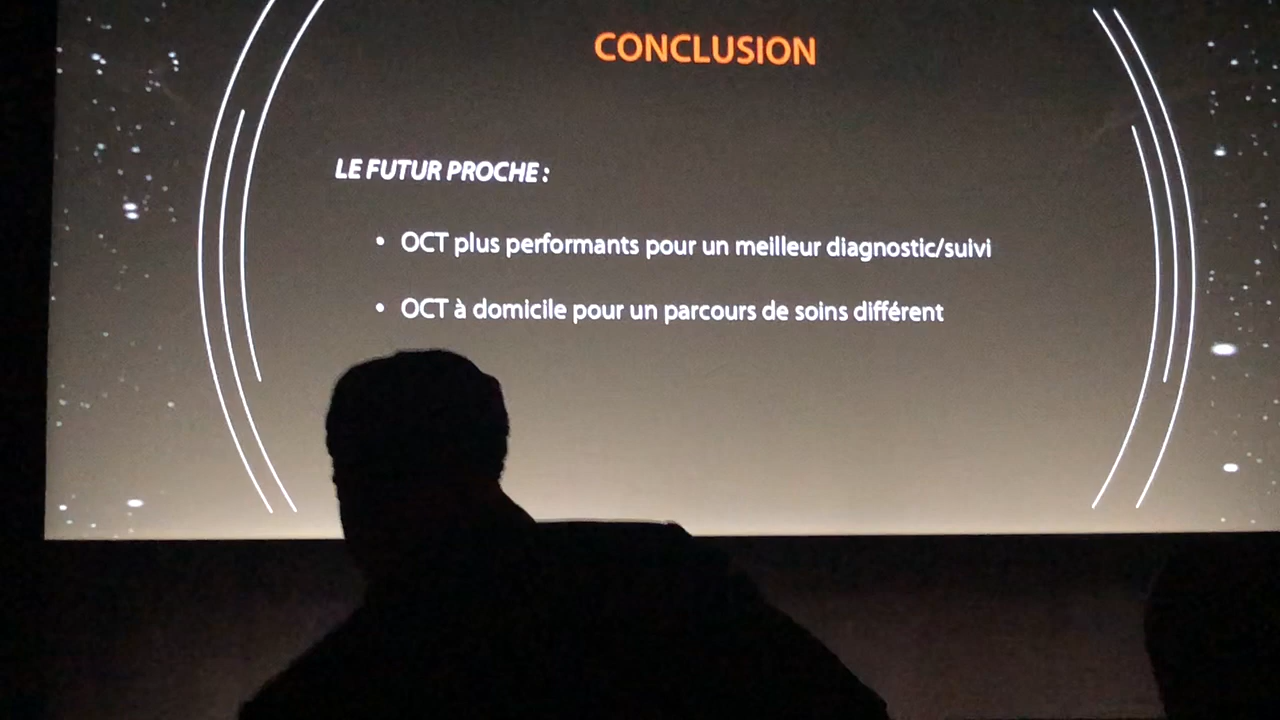 CONCLUSION
LE FUTUR PROCHE :
• OCT plus performants pour un meilleur diagnostic/suivi
• OCT à domicile pour un parcours de soins différent